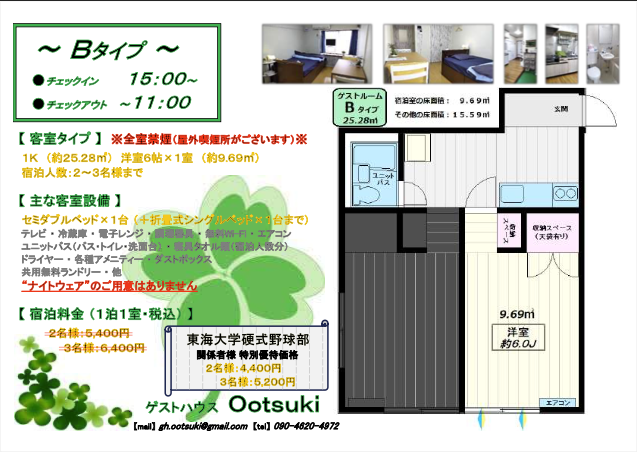 ～ Bタイプ ～
●チェックイン 15:00～
●チェックアウト ～11:00
【 客室タイプ 】 ※全室禁煙(屋外喫煙所がございます)※
1K (約25.28㎡) 洋室6帖×1室 (約9.69㎡)
宿泊人数：2～3名様まで
【 主な客室設備 】
セミダブルベッド×1台 (＋折畳式シングルベッド×1台まで)
テレビ・冷蔵庫・電子レンジ・調理器具・無料Wi-Fi・エアコン
ユニットバス(バス・トイレ・洗面台)・寝具タオル類(宿泊人数分)
ドライヤー・各種アメニティー・ダストボックス
共用無料ランドリー・他
“ナイトウェア”のご用意はありません
【 宿泊料金 (1泊1室・税込) 】
2名様：5,400円
3名様：6,400円
東海大学硬式野球部
関係者様 特別優待価格
2名様：4,400円
3名様：5,200円
ゲストハウス Ootsuki
【mail】 gh.ootsuki@gmail.com 【tel】 090-4620-4972
ゲストルーム
B タイプ
25.28㎡
宿泊室の床面積： 9.69㎡
その他の床面積：15.59㎡
玄関
ユニット
バス
収納
スペース
収納スペース
(天袋有り)
9.69㎡
洋室
約6.0J
エアコン